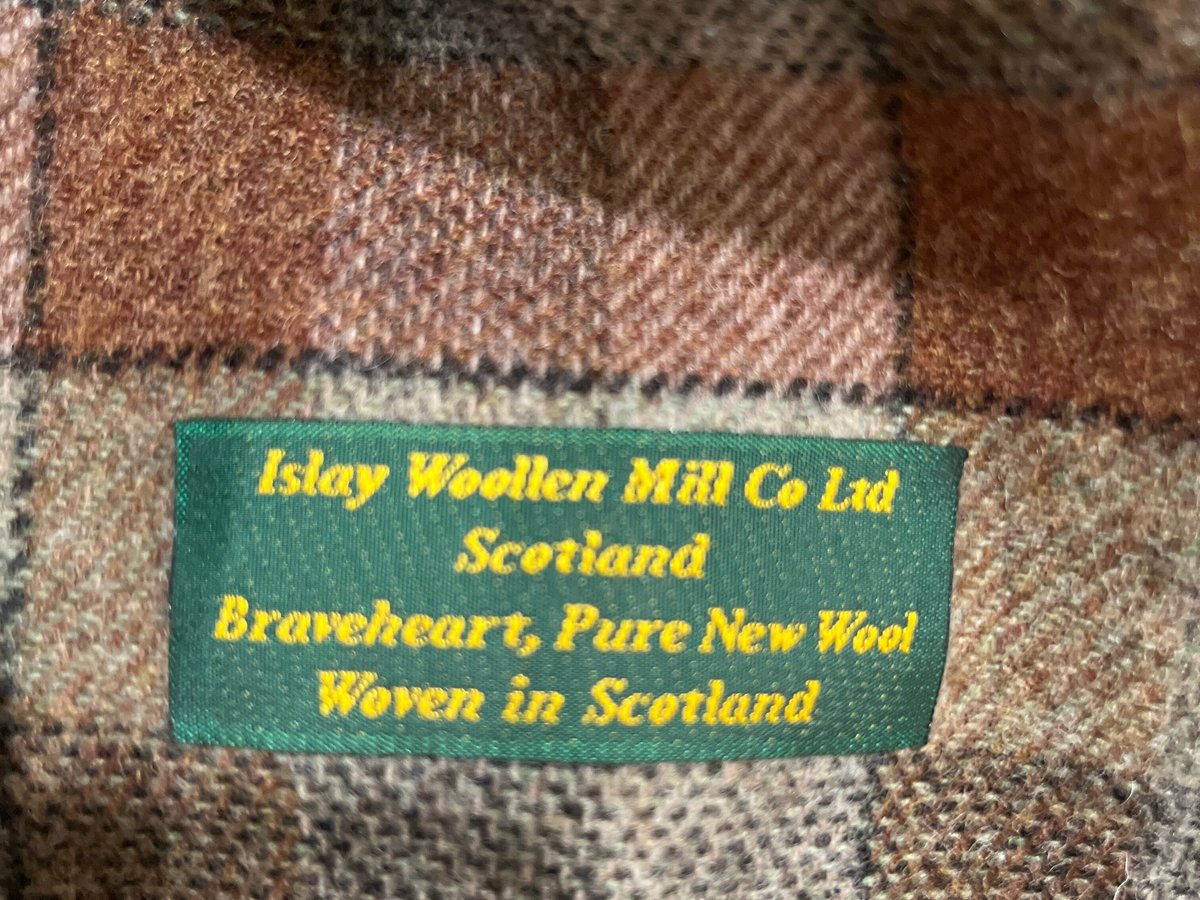 Islay Woollen Mill Co Ltd
Scotland
Braveheart, Pure New Wool
Woven in Scotland